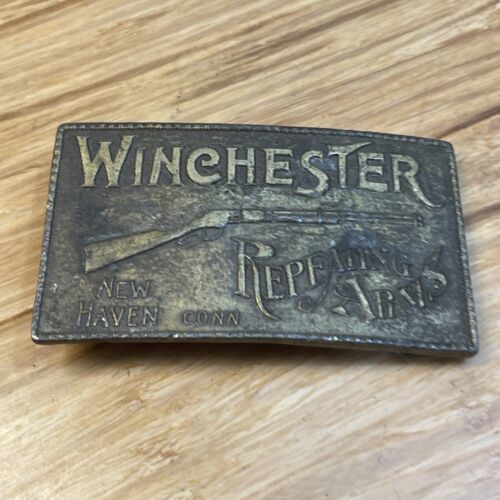 WINCHESTER
REPEATING
ARMS
NEW
HAVEN CONN